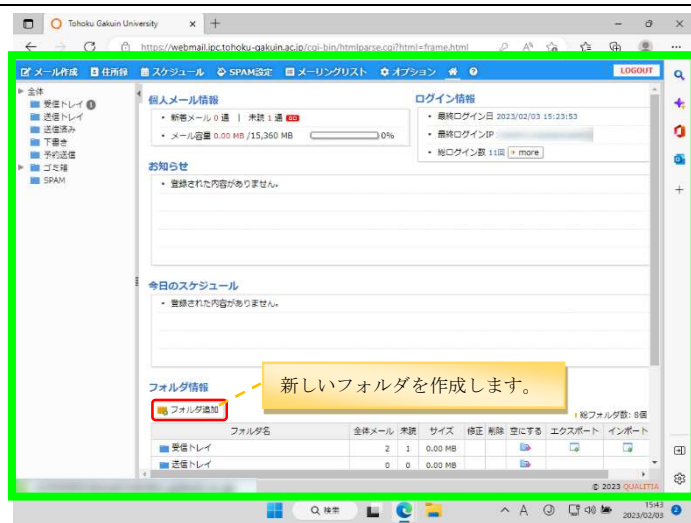 Tohoku Gakuin University
https://webmail.ipc.tohoku-gakuin.ac.jp/cgi-bin/htmlparse.cgi?html=frame.html
メール作成 住所録 スケジュール SPAM設定 メーリングリスト オプション LOGOUT
全体
受信トレイ 1
送信トレイ
送信済み
下書き
予約送信
ゴミ箱
SPAM
個人メール情報
・ 新着メール 0 通 | 未読 1 通 GO
・ メール容量 0.00 MB /15,360 MB 0%
ログイン情報
・ 最終ログイン日 2023/02/03 15:23:53
・ 最終ログインIP
・ 総ログイン数 11回 more
お知らせ
・ 登録された内容がありません。
今日のスケジュール
・ 登録された内容がありません。
フォルダ情報
新しいフォルダを作成します。
フォルダ追加
総フォルダ数: 8個
フォルダ名 全体メール 未読 サイズ 修正 削除 空にする エクスポート インポート
受信トレイ 2 1 0.00 MB
送信トレイ 0 0 0.00 MB
© 2023 QUALITIA
検索
A
15:43
2023/02/03